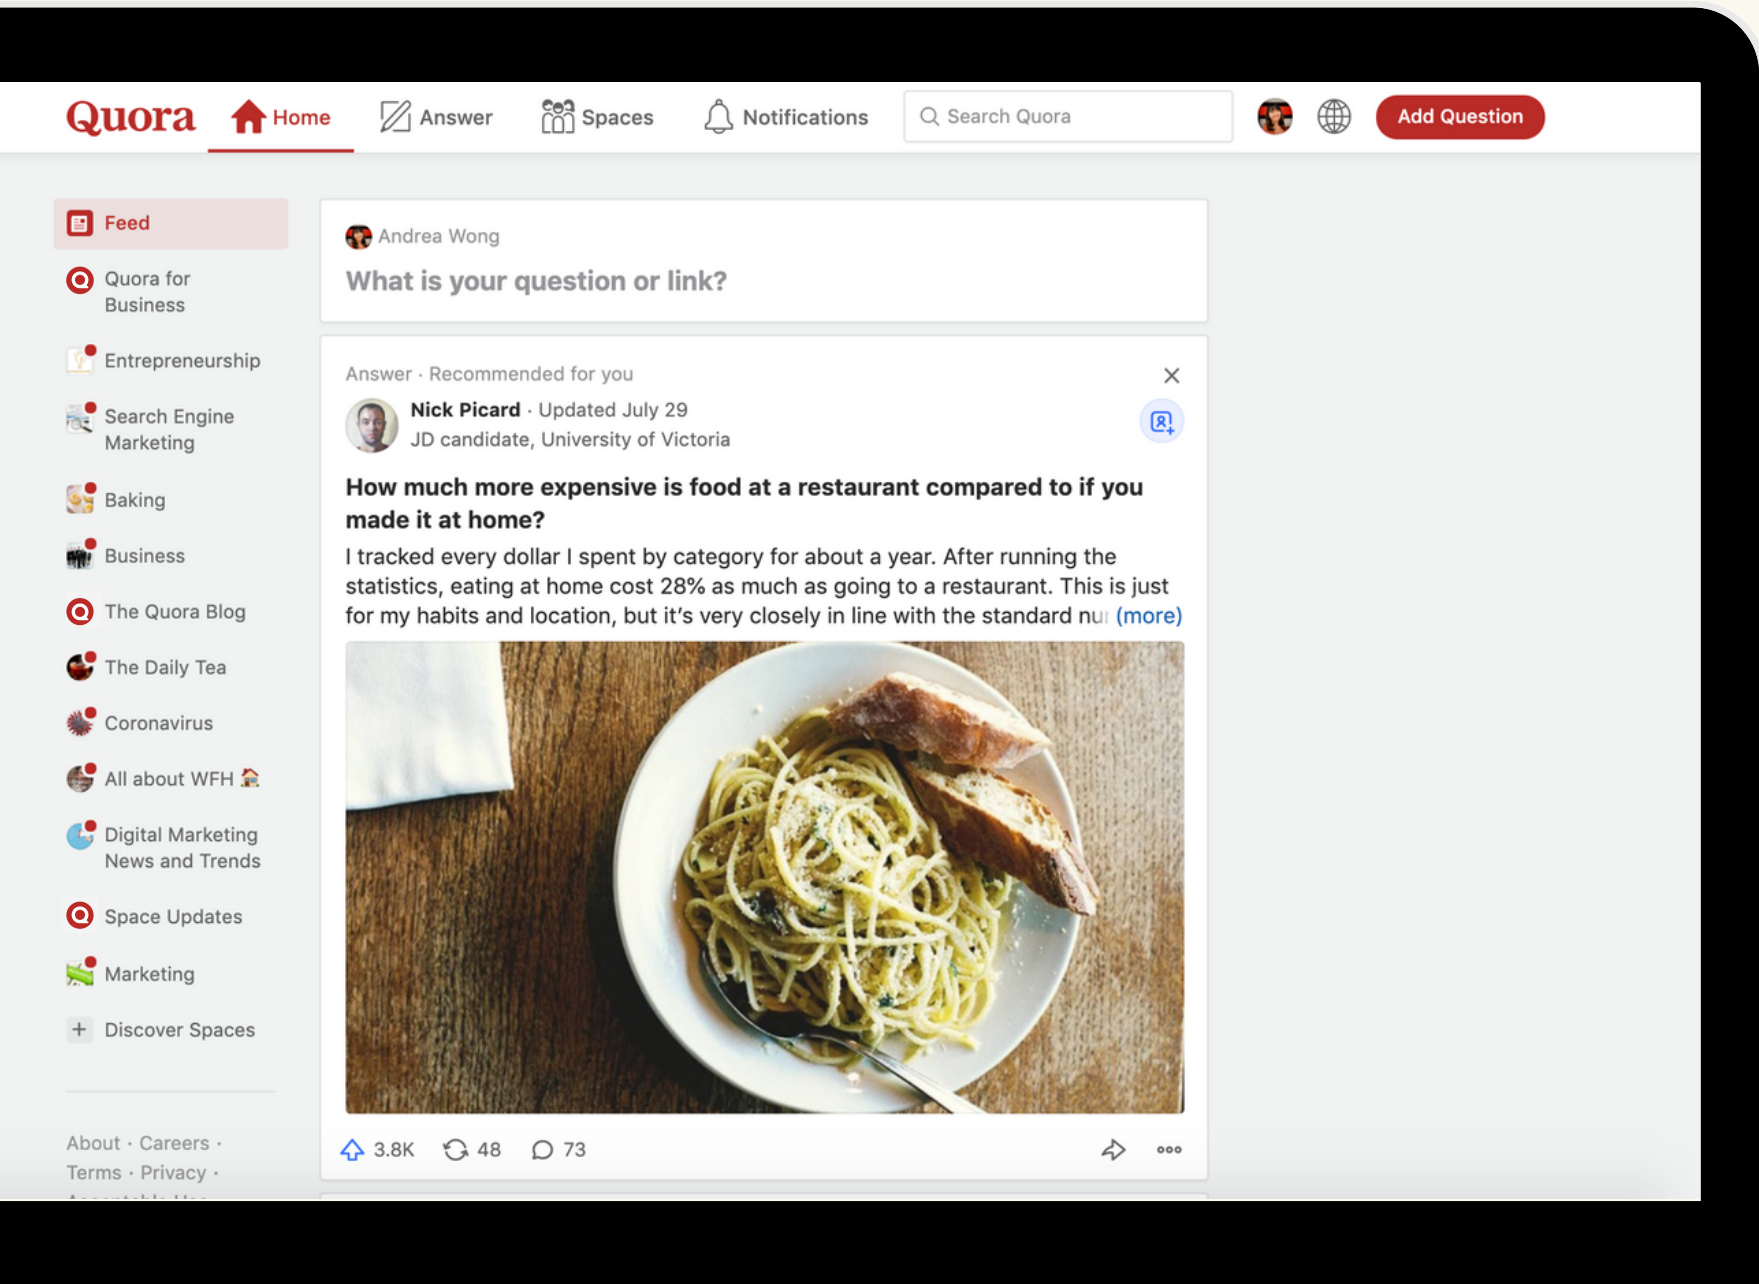 Quora
Home
Answer
Spaces
Notifications
Search Quora
Add Question
Feed
Quora for
Business
Entrepreneurship
Search Engine
Marketing
Baking
Business
The Quora Blog
The Daily Tea
Coronavirus
All about WFH
Digital Marketing
News and Trends
Space Updates
Marketing
+ Discover Spaces
About · Careers ·
Terms · Privacy ·
Andrea Wong
What is your question or link?
Answer · Recommended for you
Nick Picard · Updated July 29
JD candidate, University of Victoria
How much more expensive is food at a restaurant compared to if you
made it at home?
I tracked every dollar I spent by category for about a year. After running the
statistics, eating at home cost 28% as much as going to a restaurant. This is just
for my habits and location, but it's very closely in line with the standard (more)
3.8K
48
73